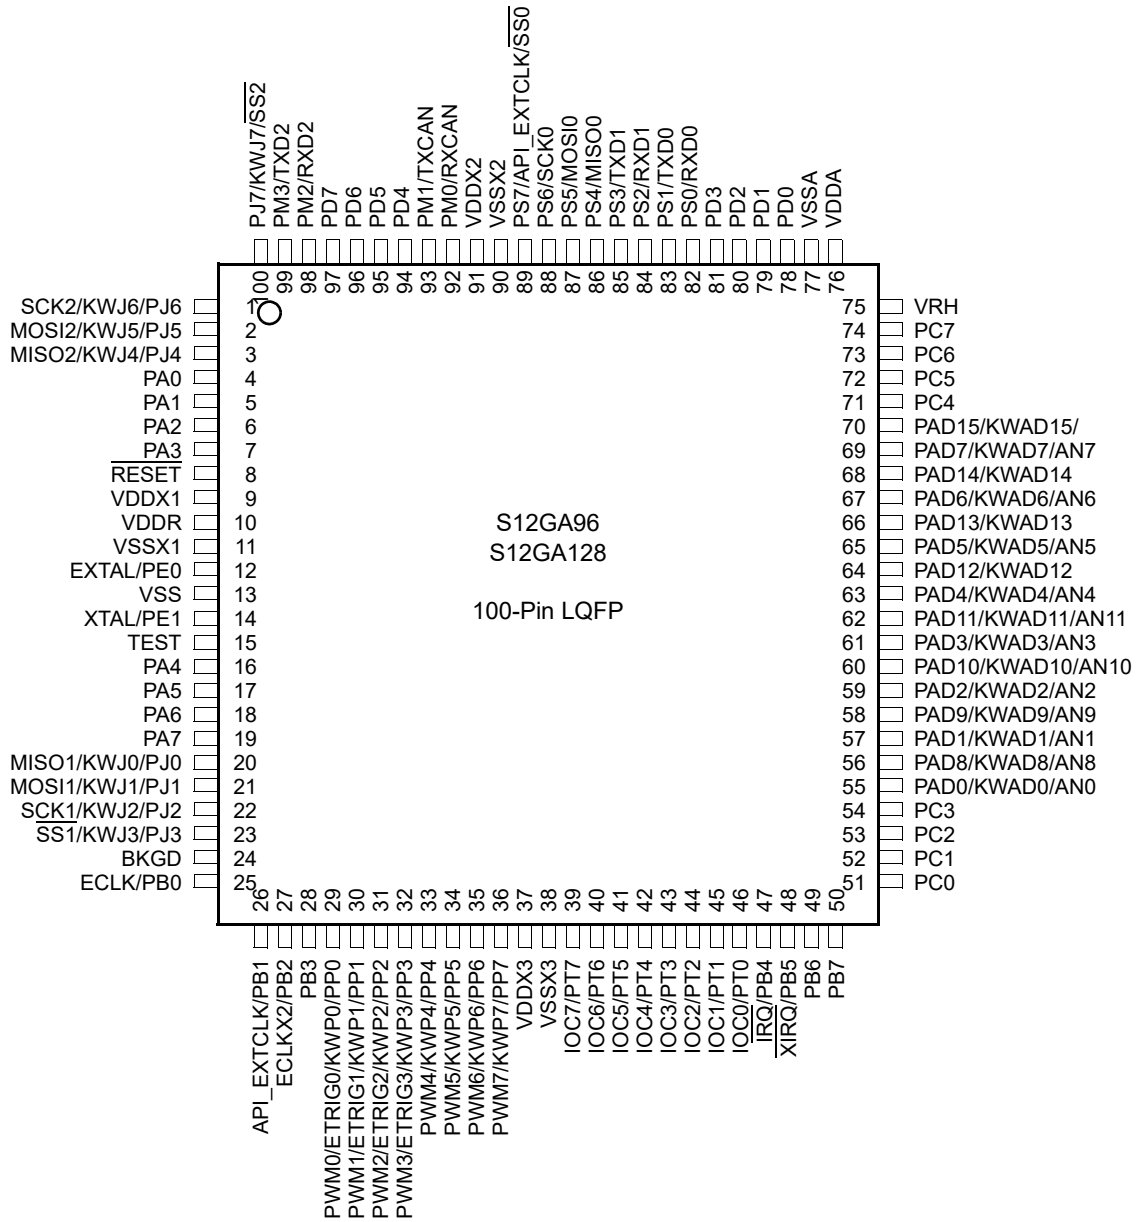 PJ7/KWJ7/SS2
PM3/TXD2
PM2/RXD2
PD7
PD6
PD5
PD4
PM1/TXCAN
PM0/RXCAN
VDDX2
VSSX2
PS7/API_EXTCLK/SS0
PS6/SCK0
PS5/MOSI0
PS4/MISO0
PS3/TXD1
PS2/RXD1
PS1/TXD0
PS0/RXD0
PD3
PD2
PD1
PD0
VSSA
VDDA
100 99 98 97 96 95 94 93 92 91 90 89 88 87 86 85 84 83 82 81 80 79 78 77 76
SCK2/KWJ6/PJ6 1
MOSI2/KWJ5/PJ5 2
MISO2/KWJ4/PJ4 3
PA0 4
PA1 5
PA2 6
PA3 7
RESET 8
VDDX1 9
VDDR 10
VSSX1 11
EXTAL/PE0 12
VSS 13
XTAL/PE1 14
TEST 15
PA4 16
PA5 17
PA6 18
PA7 19
MISO1/KWJ0/PJ0 20
MOSI1/KWJ1/PJ1 21
SCK1/KWJ2/PJ2 22
SS1/KWJ3/PJ3 23
BKGD 24
ECLK/PB0 25
S12GA96
S12GA128
100-Pin LQFP
75 VRH
74 PC7
73 PC6
72 PC5
71 PC4
70 PAD15/KWAD15/
69 PAD7/KWAD7/AN7
68 PAD14/KWAD14
67 PAD6/KWAD6/AN6
66 PAD13/KWAD13
65 PAD5/KWAD5/AN5
64 PAD12/KWAD12
63 PAD4/KWAD4/AN4
62 PAD11/KWAD11/AN11
61 PAD3/KWAD3/AN3
60 PAD10/KWAD10/AN10
59 PAD2/KWAD2/AN2
58 PAD9/KWAD9/AN9
57 PAD1/KWAD1/AN1
56 PAD8/KWAD8/AN8
55 PAD0/KWAD0/AN0
54 PC3
53 PC2
52 PC1
51 PC0
26 27 28 29 30 31 32 33 34 35 36 37 38 39 40 41 42 43 44 45 46 47 48 49 50
API_EXTCLK/PB1
ECLKX2/PB2
PB3
PWM0/ETRIG0/KWP0/PP0
PWM1/ETRIG1/KWP1/PP1
PWM2/ETRIG2/KWP2/PP2
PWM3/ETRIG3/KWP3/PP3
PWM4/KWP4/PP4
PWM5/KWP5/PP5
PWM6/KWP6/PP6
PWM7/KWP7/PP7
VDDX3
VSSX3
IOC7/PT7
IOC6/PT6
IOC5/PT5
IOC4/PT4
IOC3/PT3
IOC2/PT2
IOC1/PT1
IOC0/PT0
IRQ/PB4
XIRQ/PB5
PB6
PB7